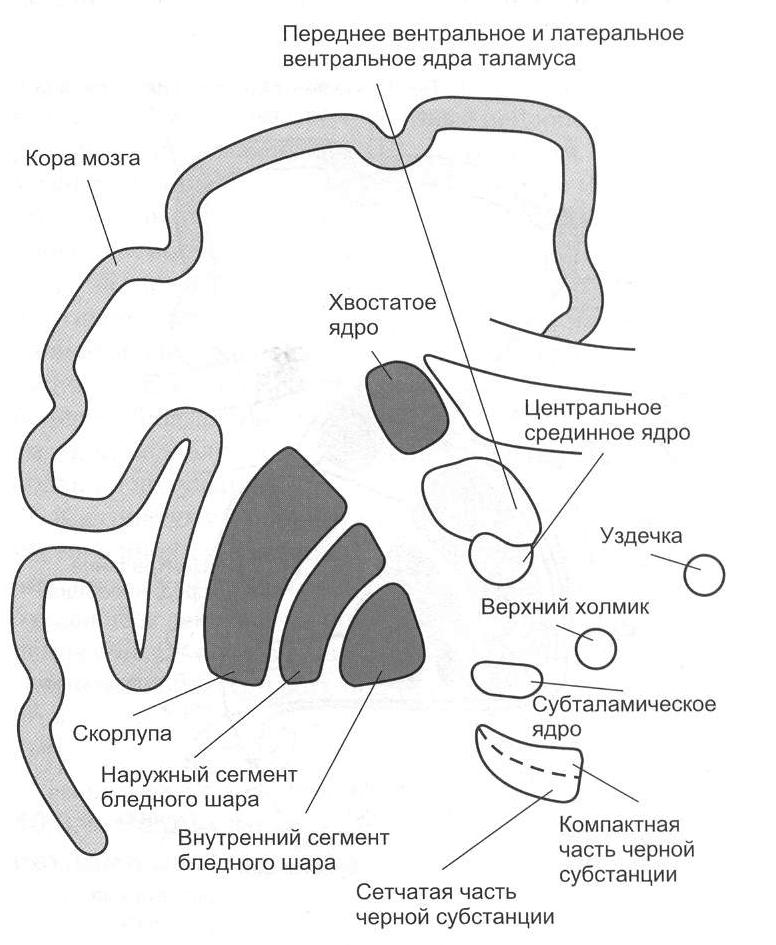 Переднее вентральное и латеральное
вентральное ядра таламуса
Кора мозга
Хвостатое
ядро
Центральное
срединное ядро
Уздечка
Верхний холмик
Субталамическое
ядро
Скорлупа
Наружный сегмент
бледного шара
Внутренний сегмент
бледного шара
Компактная
часть черной
субстанции
Сетчатая часть
черной субстанции